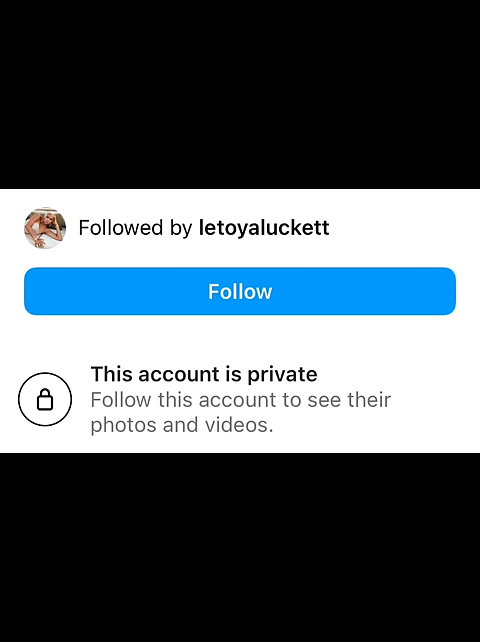 Followed by letoyaluckett
Follow
This account is private
Follow this account to see their
photos and videos.